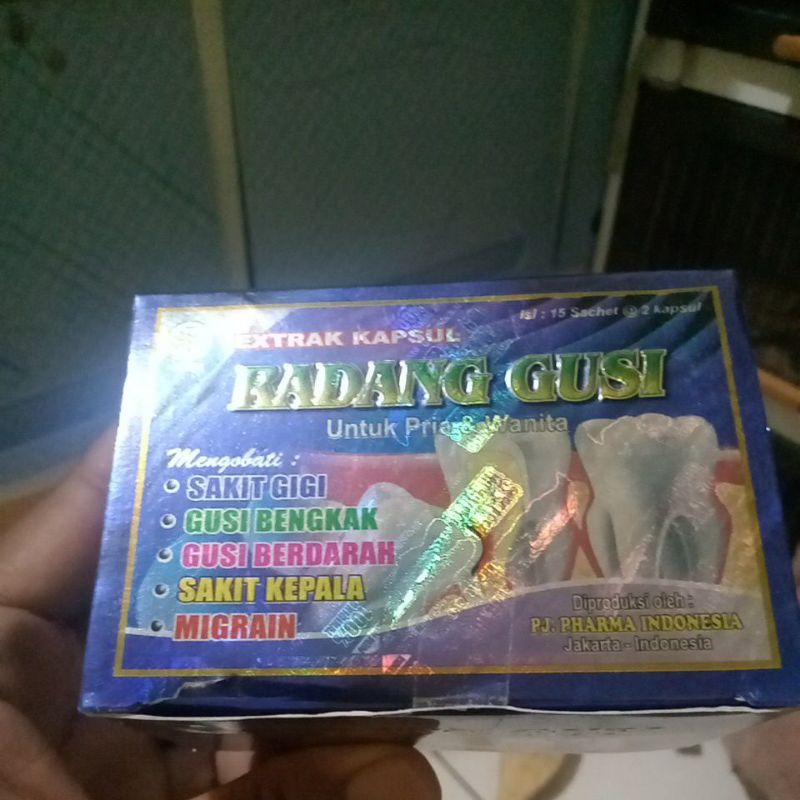 Isi : 15 Sachet @ 2 kapsul
EXTRAK KAPSUL
RADANG GUSI
Untuk Pria & Wanita
Mengobati :
• SAKIT GIGI
• GUSI BENGKAK
• GUSI BERDARAH
• SAKIT KEPALA
• MIGRAIN
Diproduksi oleh :
PJ. PHARMA INDONESIA
Jakarta - Indonesia